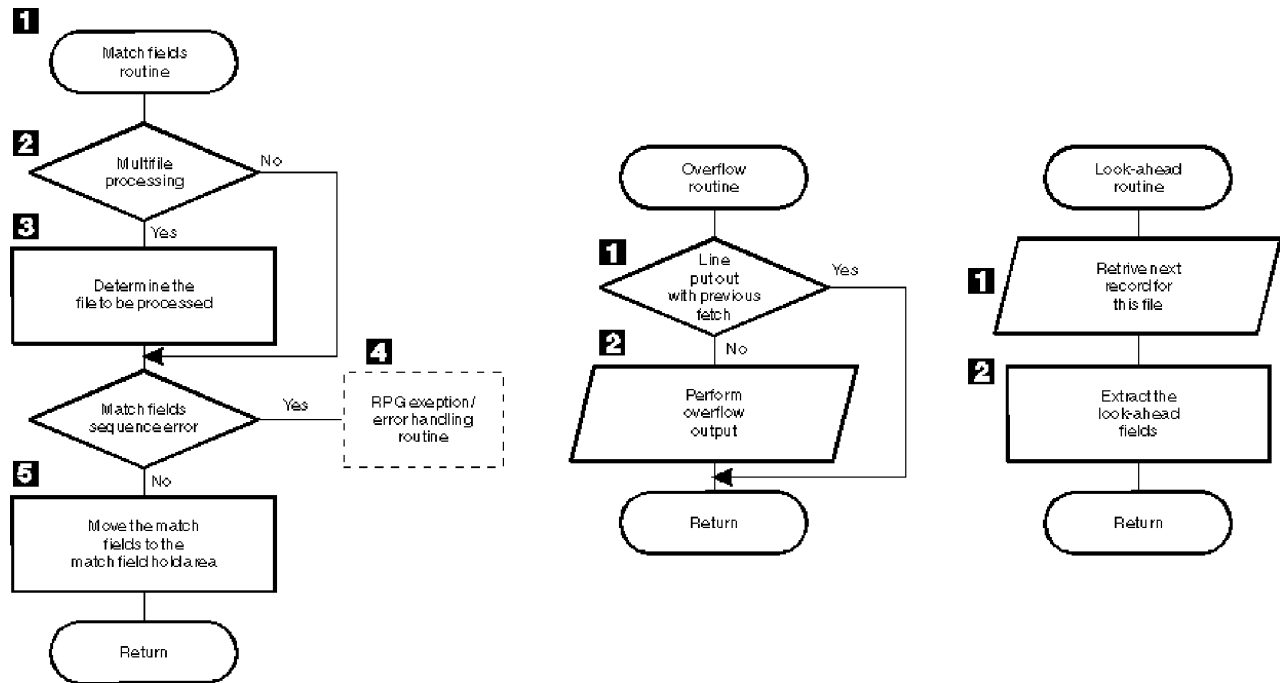 1
Match fields
routine
2
Multifile
processing
No
Yes
3
Determine the
file to be processed
4
Match fields
sequence error
Yes
RPG exeption/
error handling
routine
No
5
Move the match
fields to the
match field hold area
Return
Overflow
routine
1
Line
put out
with previous
fetch
Yes
No
2
Perform
overflow
output
Return
Look-ahead
routine
1
Retrive next
record for
this file
2
Extract the
look-ahead
fields
Return